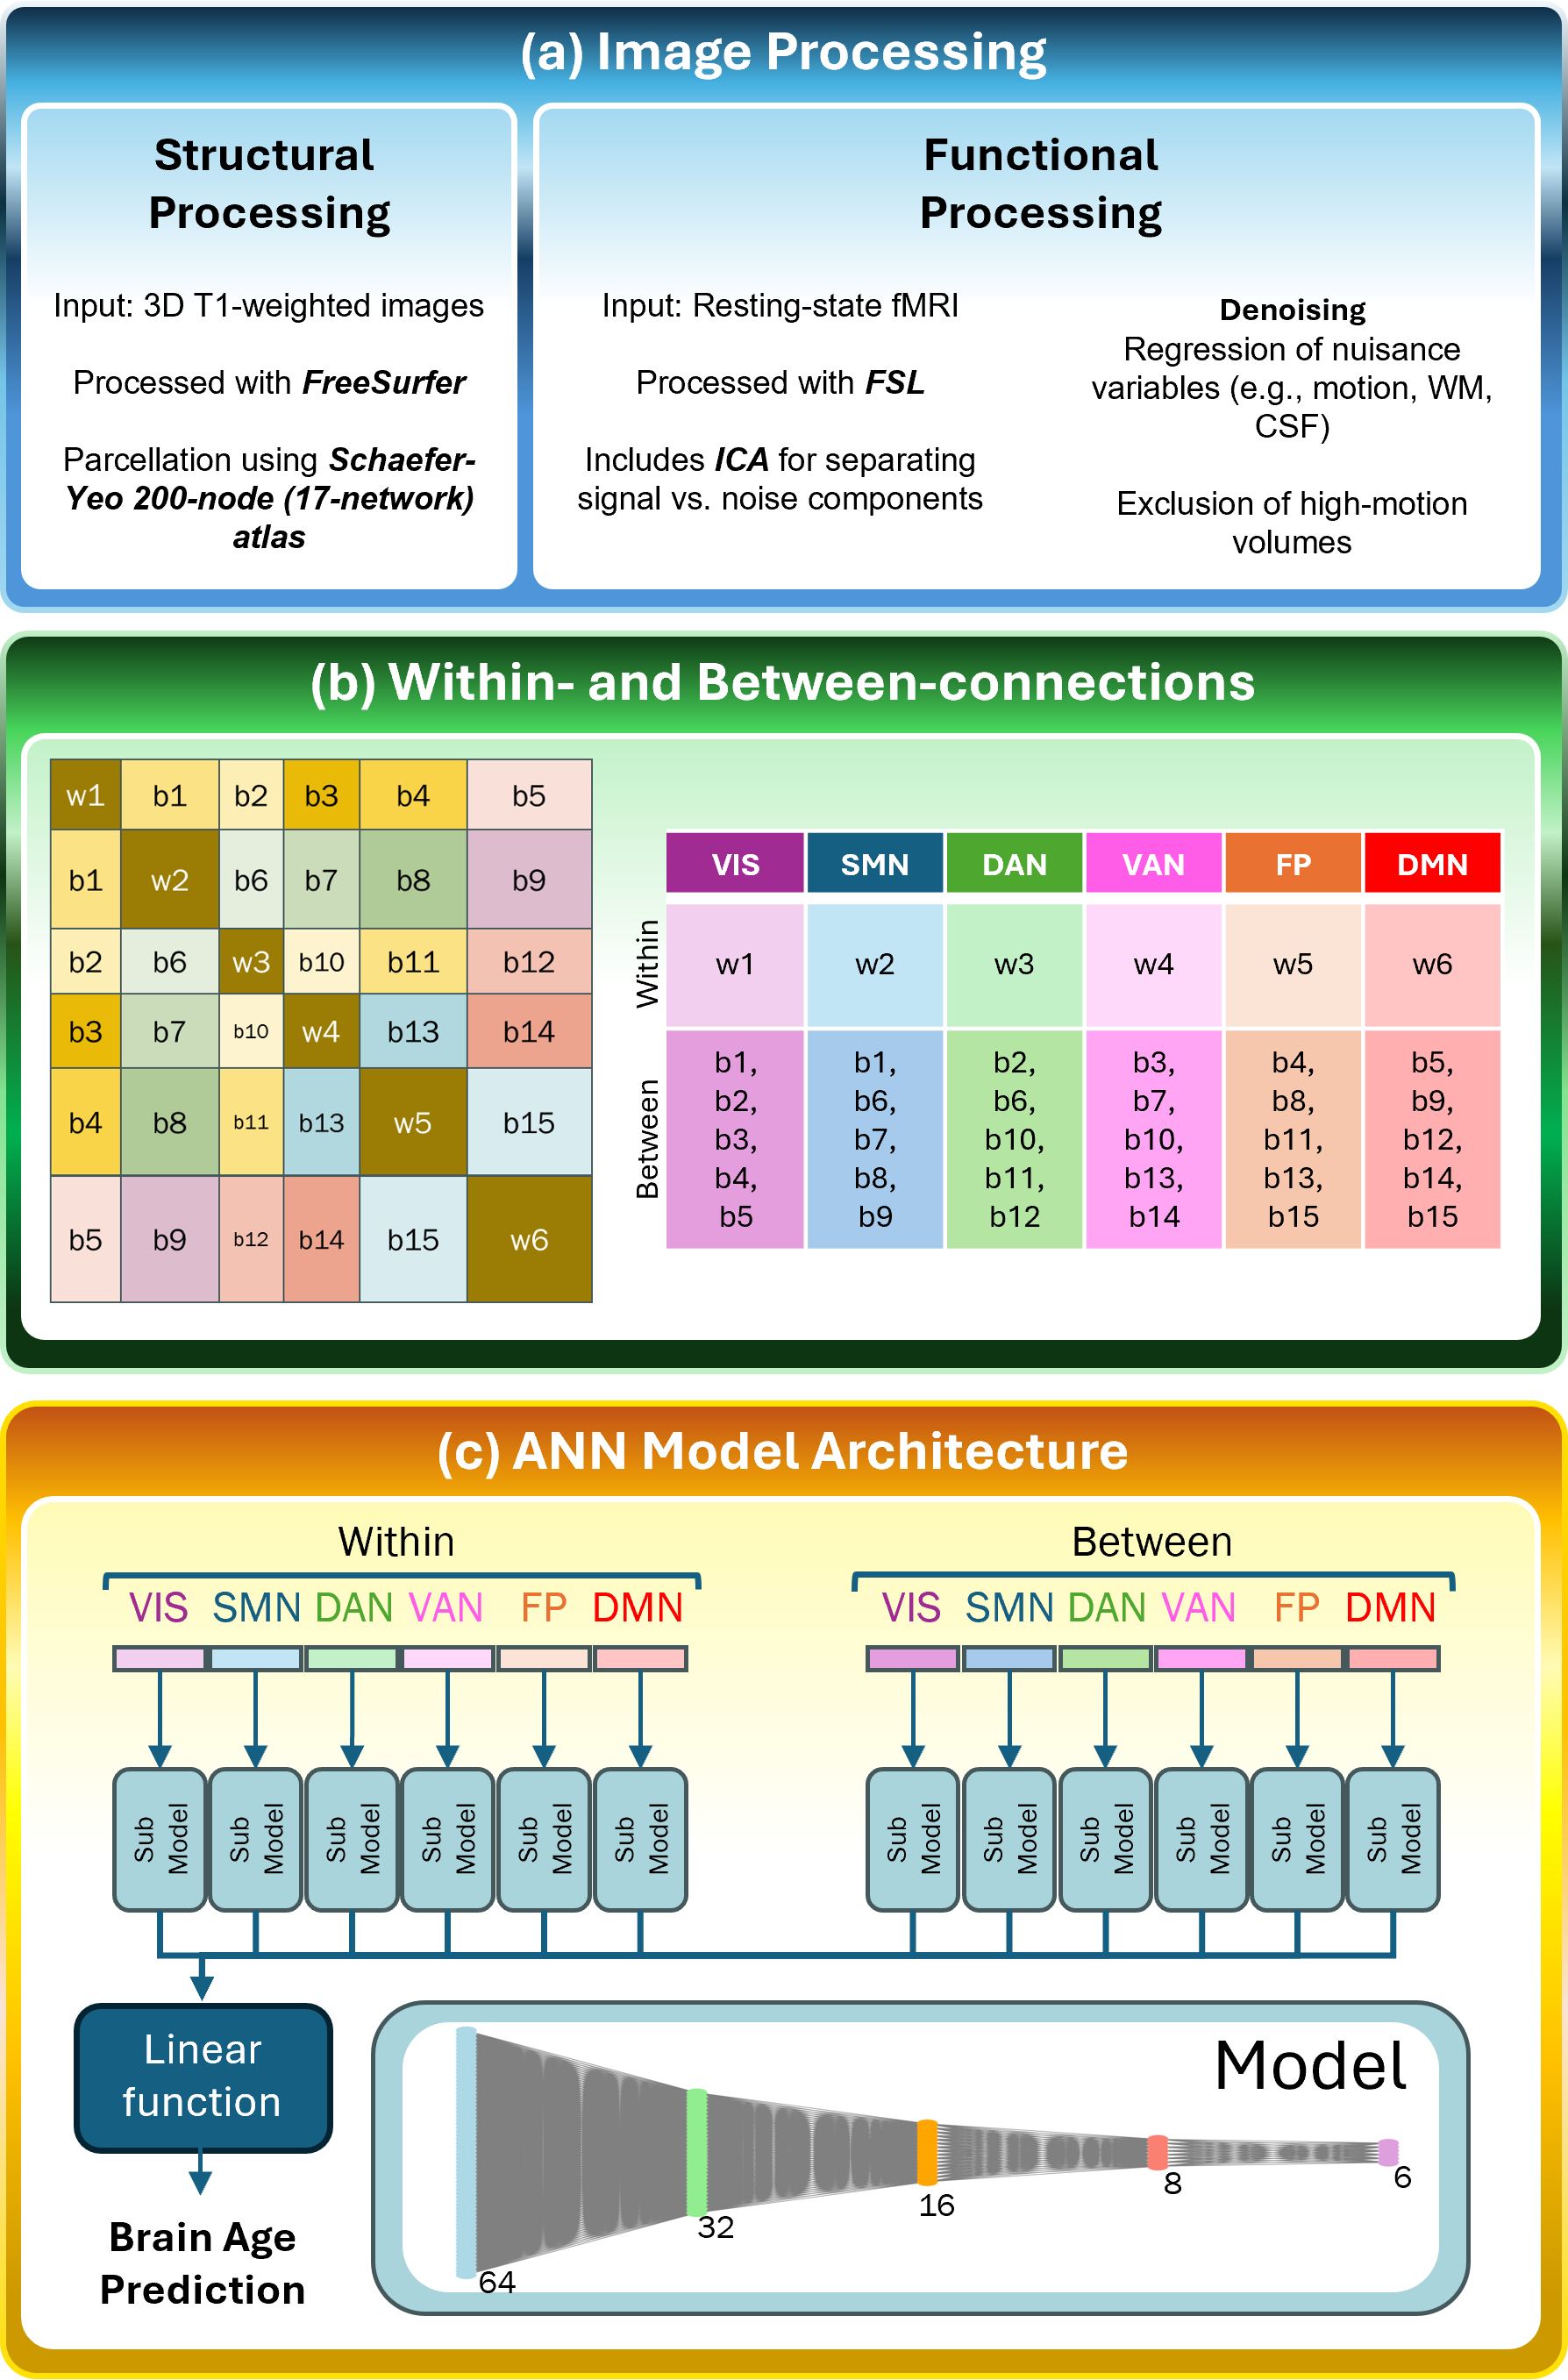 (a) Image Processing
Structural
Processing
Input: 3D T1-weighted images
Processed with FreeSurfer
Parcellation using Schaefer-
Yeo 200-node (17-network)
atlas
Functional
Processing
Input: Resting-state fMRI
Processed with FSL
Includes ICA for separating
signal vs. noise components
Denoising
Regression of nuisance
variables (e.g., motion, WM,
CSF)
Exclusion of high-motion
volumes
(b) Within- and Between-connections
w1 b1 b2 b3 b4 b5
b1 w2 b6 b7 b8 b9
b2 b6 w3 b10 b11 b12
b3 b7 b10 w4 b13 b14
b4 b8 b11 b13 w5 b15
b5 b9 b12 b14 b15 w6
VIS SMN DAN VAN FP DMN
Within
w1 w2 w3 w4 w5 w6
Between
b1, b1, b2, b3, b4, b5,
b2, b6, b6, b7, b8, b9,
b3, b7, b10, b10, b11, b12,
b4, b8, b11, b13, b13, b14,
b5 b9 b12 b14 b15 b15
(c) ANN Model Architecture
Within
VIS SMN DAN VAN FP DMN
Between
VIS SMN DAN VAN FP DMN
Sub
Model
Sub
Model
Sub
Model
Sub
Model
Sub
Model
Sub
Model
Sub
Model
Sub
Model
Sub
Model
Sub
Model
Sub
Model
Sub
Model
Linear
function
Brain Age
Prediction
Model
64
32
16
8
6